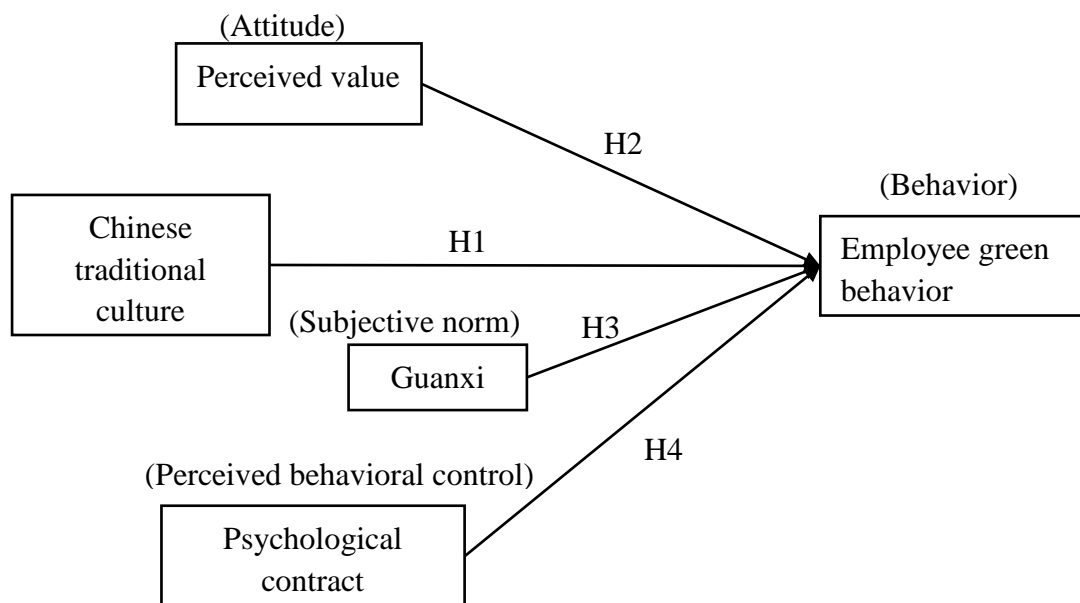 (Attitude)
Perceived value
H2
(Behavior)
Chinese
traditional
culture
H1
Employee green
behavior
(Subjective norm)
H3
Guanxi
H4
(Perceived behavioral control)
Psychological
contract